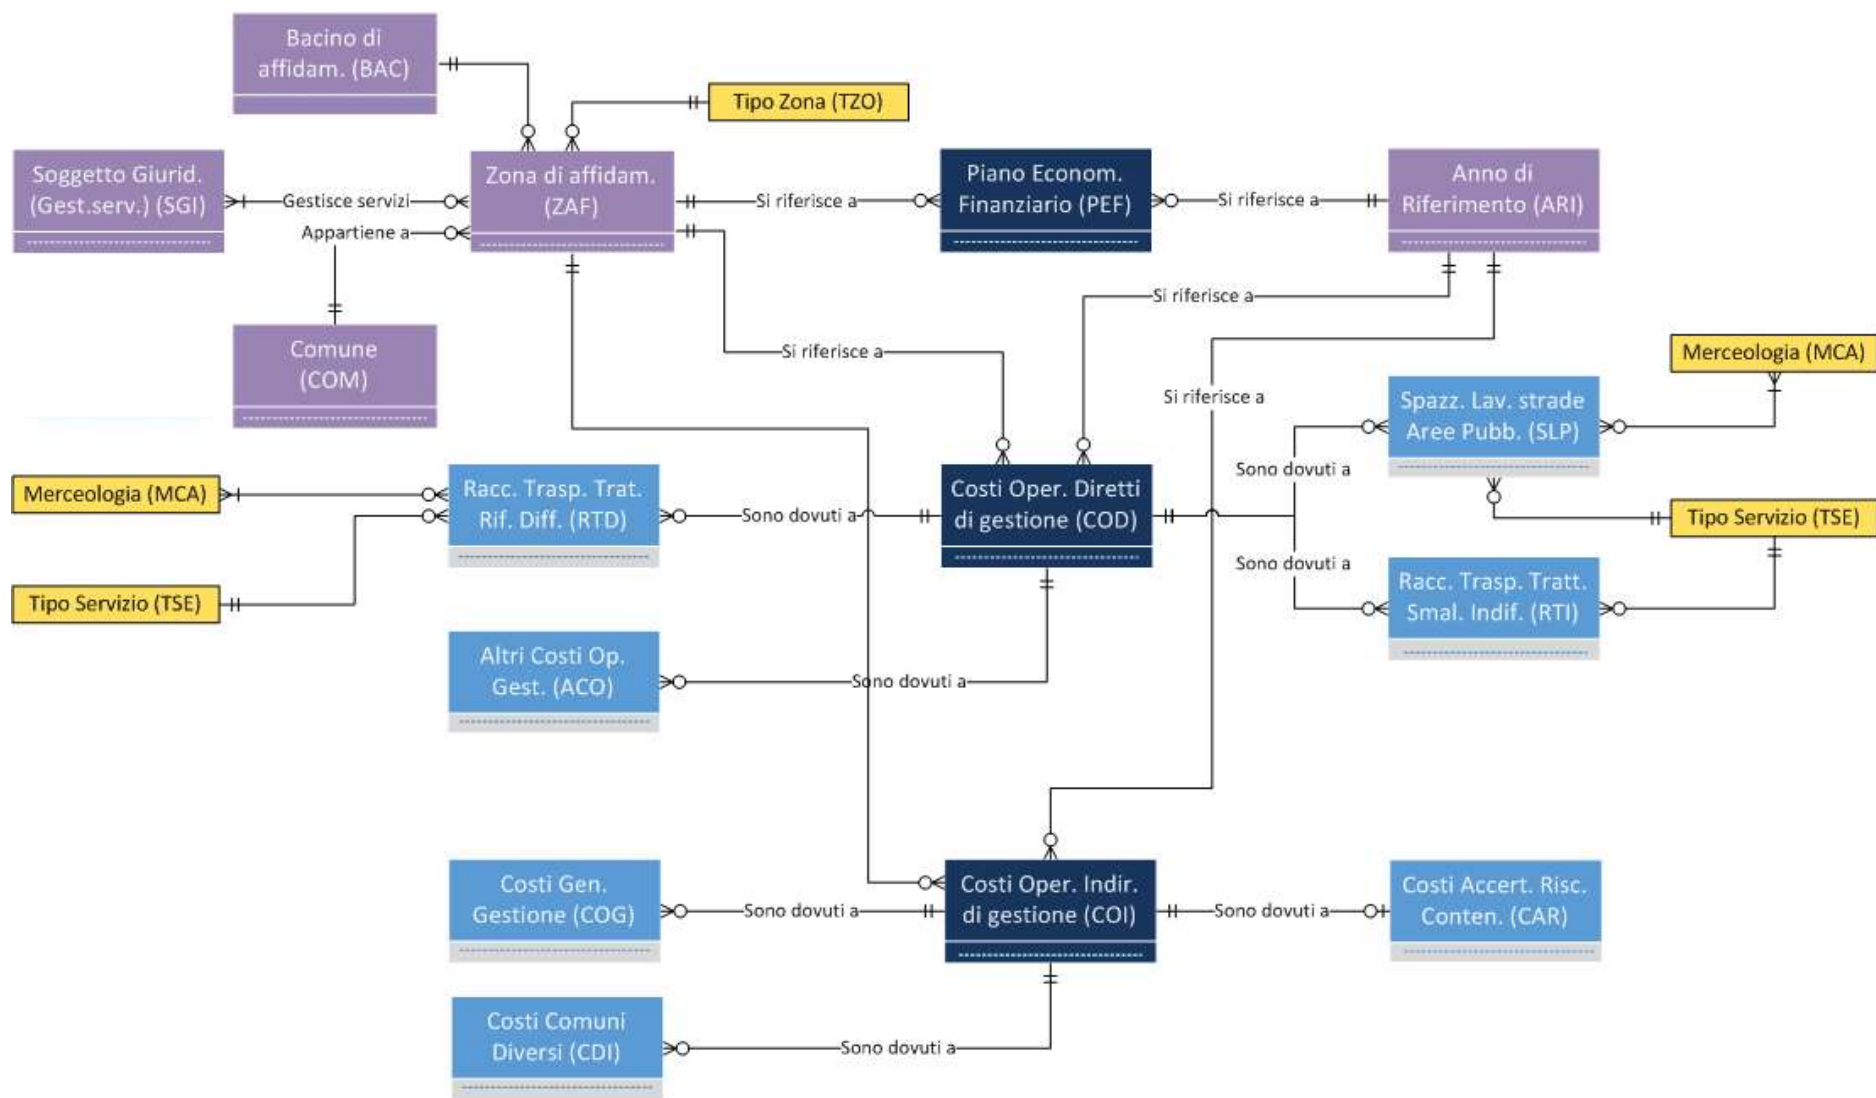 Bacino di
affidam. (BAC)
Tipo Zona (TZO)
Soggetto Giurid.
(Gest.serv.) (SGI)
Gestisce servizi
Appartiene a
Zona di affidam.
(ZAF)
Si riferisce a
Piano Econom.
Finanziario (PEF)
Si riferisce a
Anno di
Riferimento (ARI)
Si riferisce a
Comune
(COM)
Si riferisce a
Merceologia (MCA)
Si riferisce a
Spazz. Lav. strade
Aree Pubb. (SLP)
Sono dovuti a
Merceologia (MCA)
Racc. Trasp. Trat.
Rif. Diff. (RTD)
Sono dovuti a
Costi Oper. Diretti
di gestione (COD)
Tipo Servizio (TSE)
Sono dovuti a
Tipo Servizio (TSE)
Racc. Trasp. Tratt.
Smal. Indif. (RTI)
Altri Costi Op.
Gest. (ACO)
Sono dovuti a
Costi Gen.
Gestione (COG)
Sono dovuti a
Costi Oper. Indir.
di gestione (COI)
Sono dovuti a
Costi Accert. Risc.
Conten. (CAR)
Costi Comuni
Diversi (CDI)
Sono dovuti a